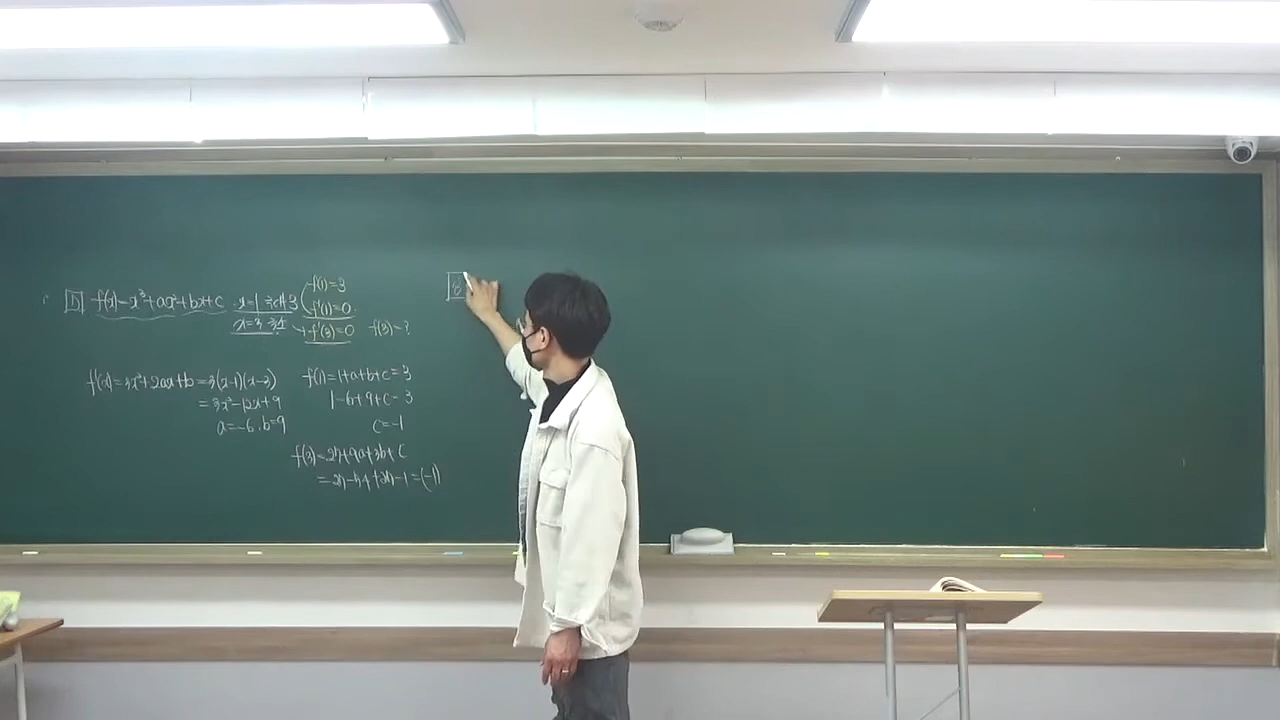 f(x)=x³+ax²+bx+c x=1 극대 3 f(1)=3
f'(1)=0
x=3 극소 f'(3)=0 f(3)=?
f'(x)=3x²+2ax+b=3(x-1)(x-3)
=3x²-12x+9
a=-6, b=9
f(1)=1+a+b+c=3
1-6+9+c=3
c=-1
f(3)=27+9a+3b+c
=27-54+27-1=(-1)